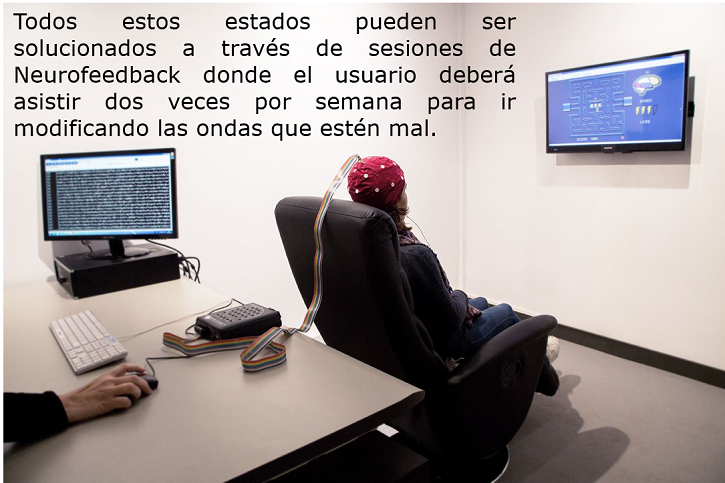 Todos estos estados pueden ser
solucionados a través de sesiones de
Neurofeedback donde el usuario deberá
asistir dos veces por semana para ir
modificando las ondas que estén mal.